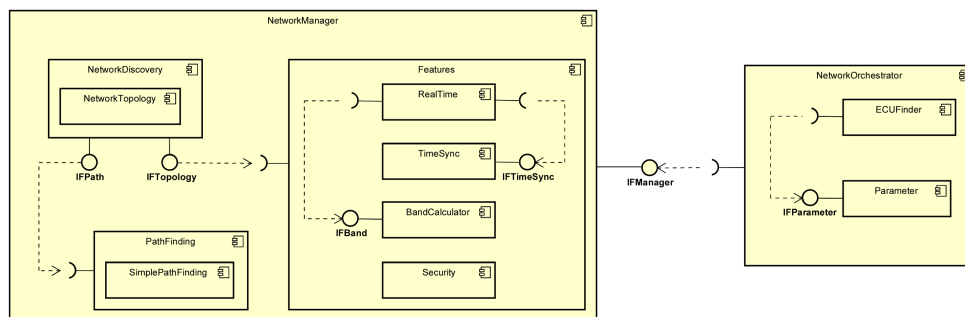 NetworkManager
NetworkDiscovery
NetworkTopology
IFPath
IFTopology
PathFinding
SimplePathFinding
Features
RealTime
TimeSync
IFTimeSync
BandCalculator
IFBand
Security
IFManager
NetworkOrchestrator
ECUFinder
Parameter
IFParameter